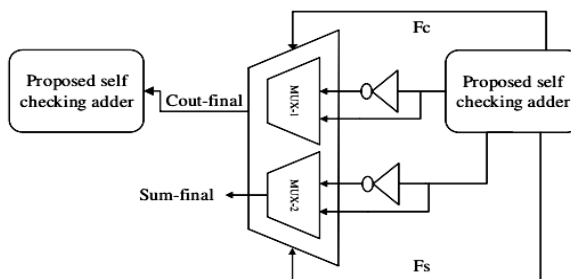 Fc
Proposed self
checking adder
Cout-final
MUX-1
Proposed self
checking adder
MUX-2
Sum-final
Fs